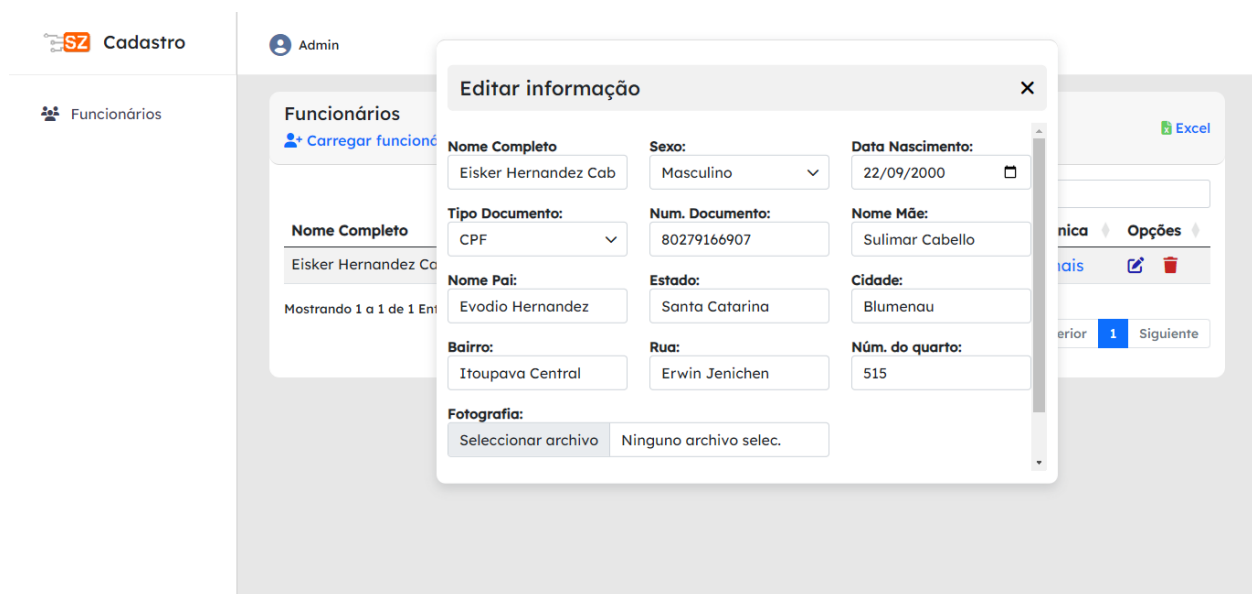 SZ Cadastro
Admin
Funcionários
Funcionários
Carregar funcioná
Excel
Nome Completo
nica Opções
Eisker Hernandez Ca
nais
Mostrando 1 a 1 de 1 Ent
erior 1 Siguiente
Editar informação
Nome Completo Sexo: Data Nascimento:
Eisker Hernandez Cab Masculino 22/09/2000
Tipo Documento: Num. Documento: Nome Mãe:
CPF 80279166907 Sulimar Cabello
Nome Pai: Estado: Cidade:
Evodio Hernandez Santa Catarina Blumenau
Bairro: Rua: Núm. do quarto:
Itoupava Central Erwin Jenichen 515
Fotografia:
Seleccionar archivo Ninguno archivo selec.